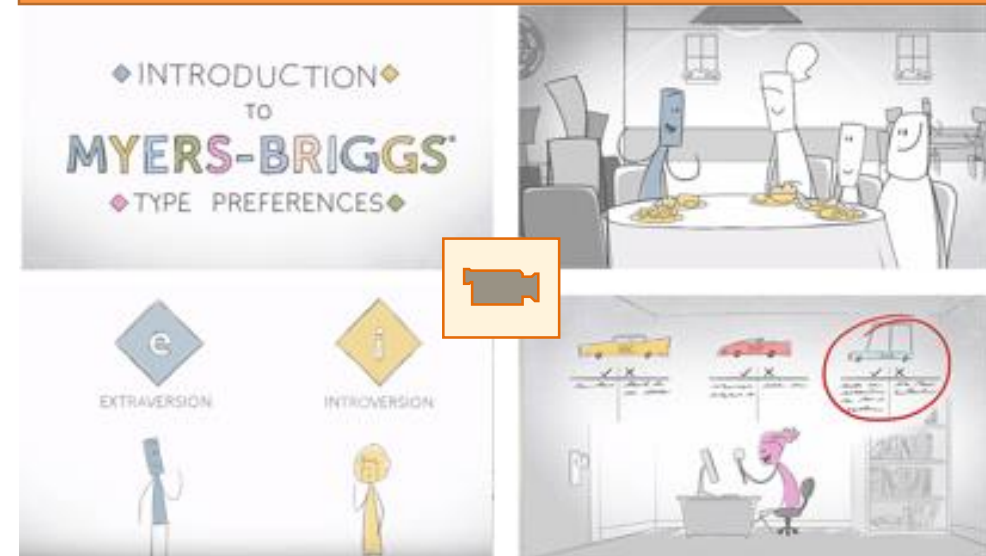 INTRODUCTION
TO
MYERS-BRIGGS®
TYPE PREFERENCES
e
i
EXTRAVERSION
INTROVERSION